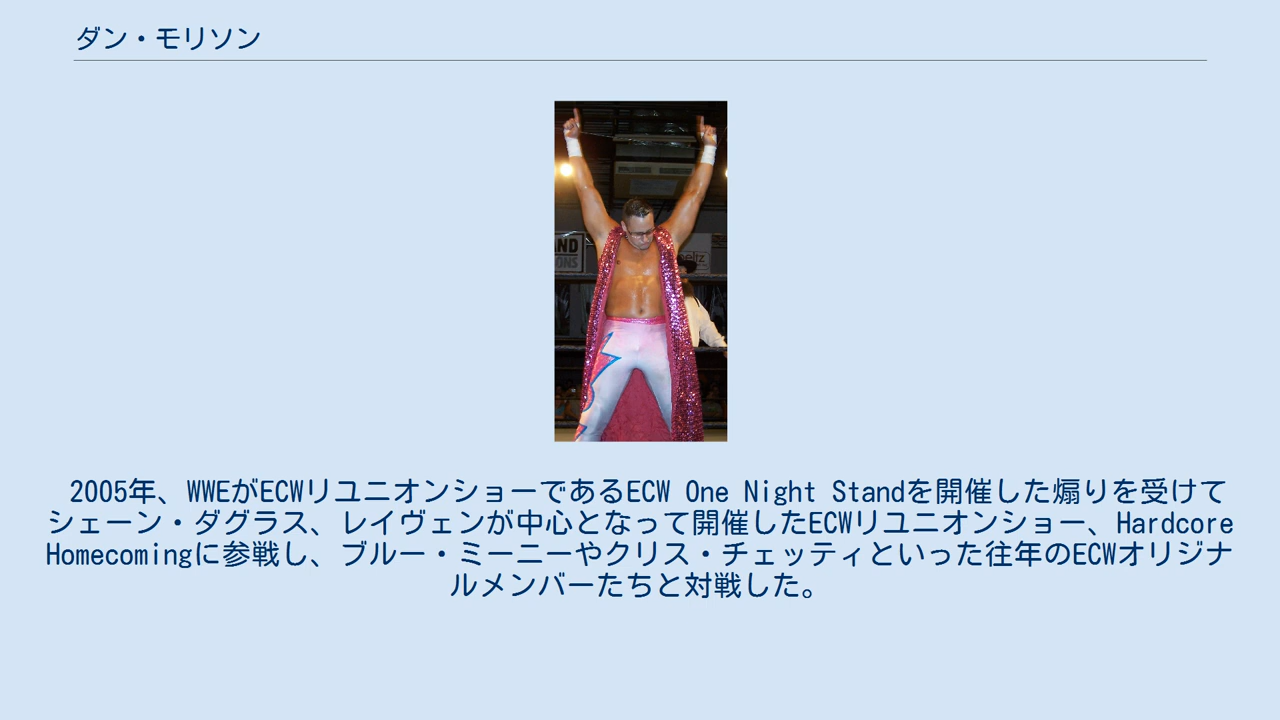 ダン・モリソン
AND
IONS
2005年、WWEがECWリユニオンショーであるECW One Night Standを開催した煽りを受けて
シェーン・ダグラス、レイヴェンが中心となって開催したECWリユニオンショー、Hardcore
Homecomingに参戦し、ブルー・ミーニーやクリス・チェッティといった往年のECWオリジナ
ルメンバーたちと対戦した。